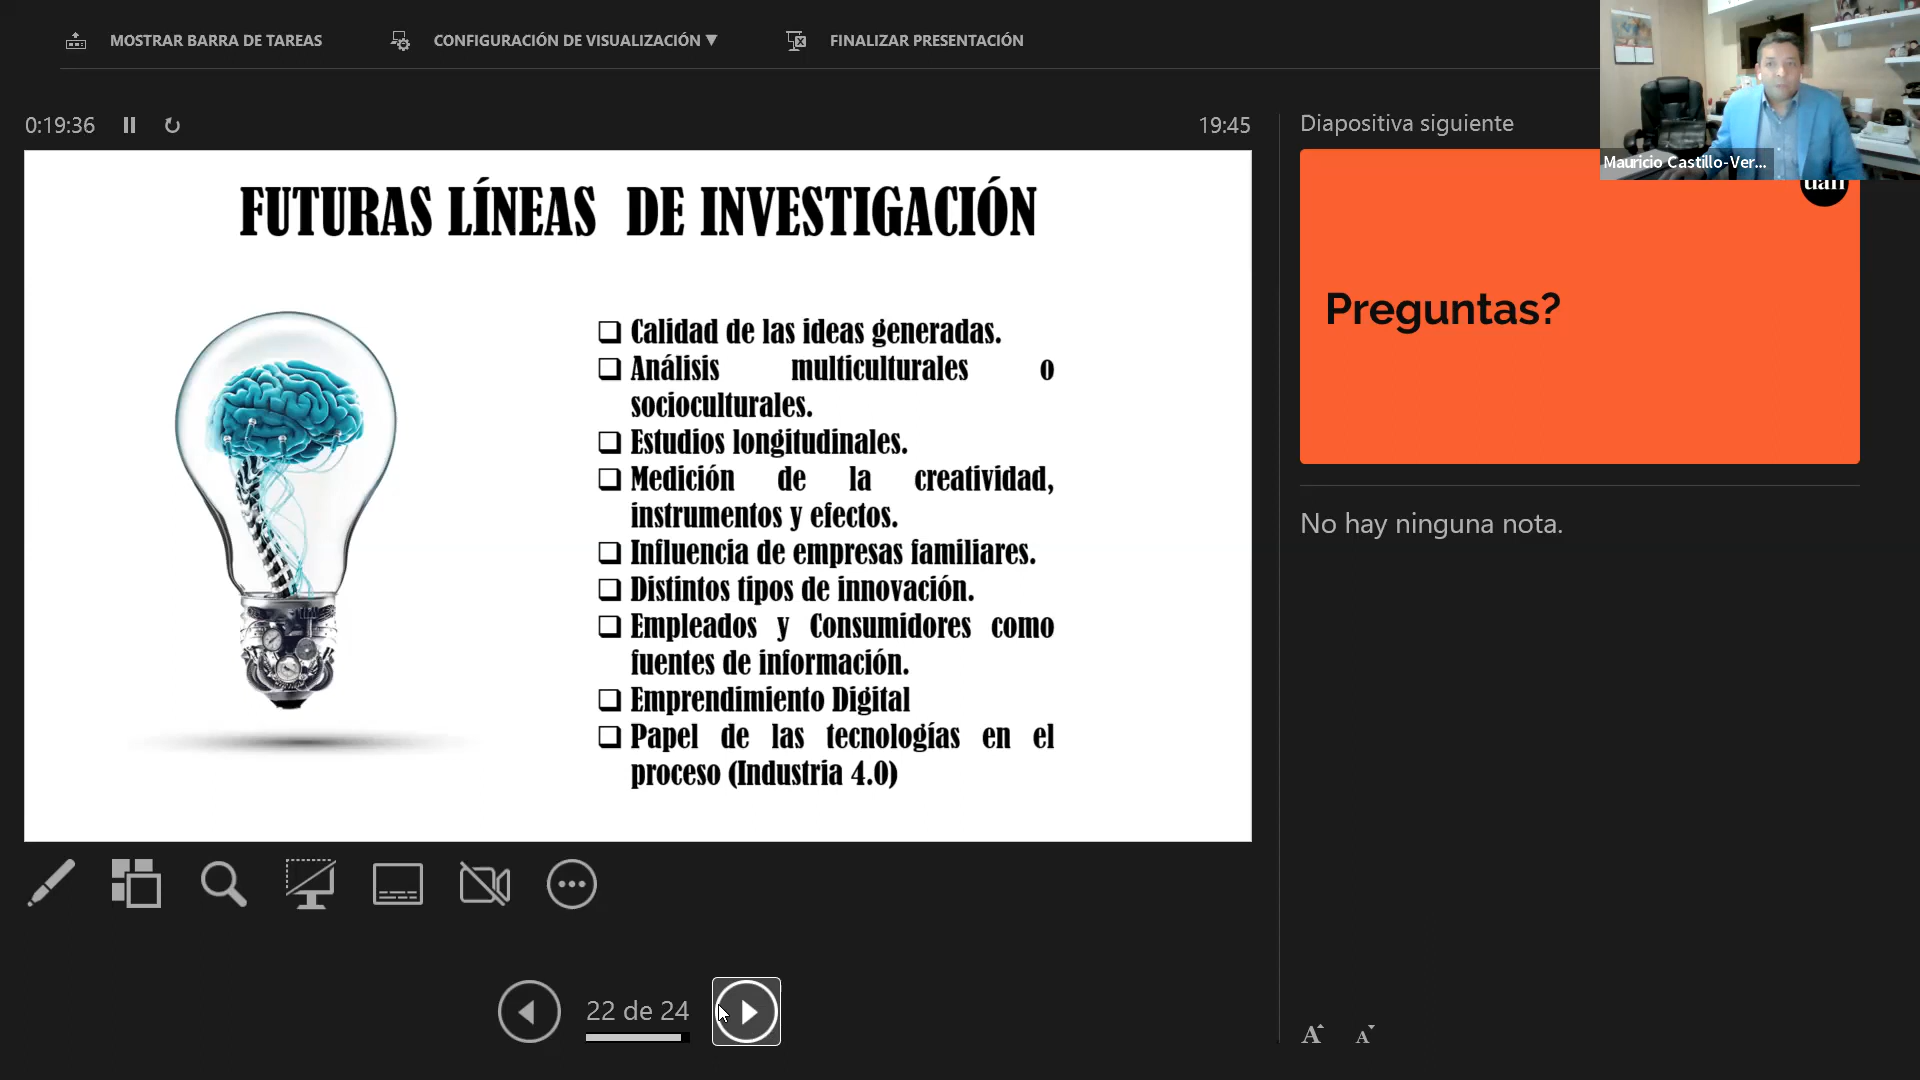 MOSTRAR BARRA DE TAREAS
CONFIGURACIÓN DE VISUALIZACIÓN ▼
FINALIZAR PRESENTACIÓN
0:19:36
19:45
Diapositiva siguiente
Mauricio Castillo-Ver...
uan
FUTURAS LÍNEAS DE INVESTIGACIÓN
❑ Calidad de las ideas generadas.
❑ Análisis multiculturales o
socioculturales.
❑ Estudios longitudinales.
❑ Medición de la creatividad,
instrumentos y efectos.
❑ Influencia de empresas familiares.
❑ Distintos tipos de innovación.
❑ Empleados y Consumidores como
fuentes de información.
❑ Emprendimiento Digital
❑ Papel de las tecnologías en el
proceso (Industria 4.0)
Preguntas?
No hay ninguna nota.
22 de 24
A A